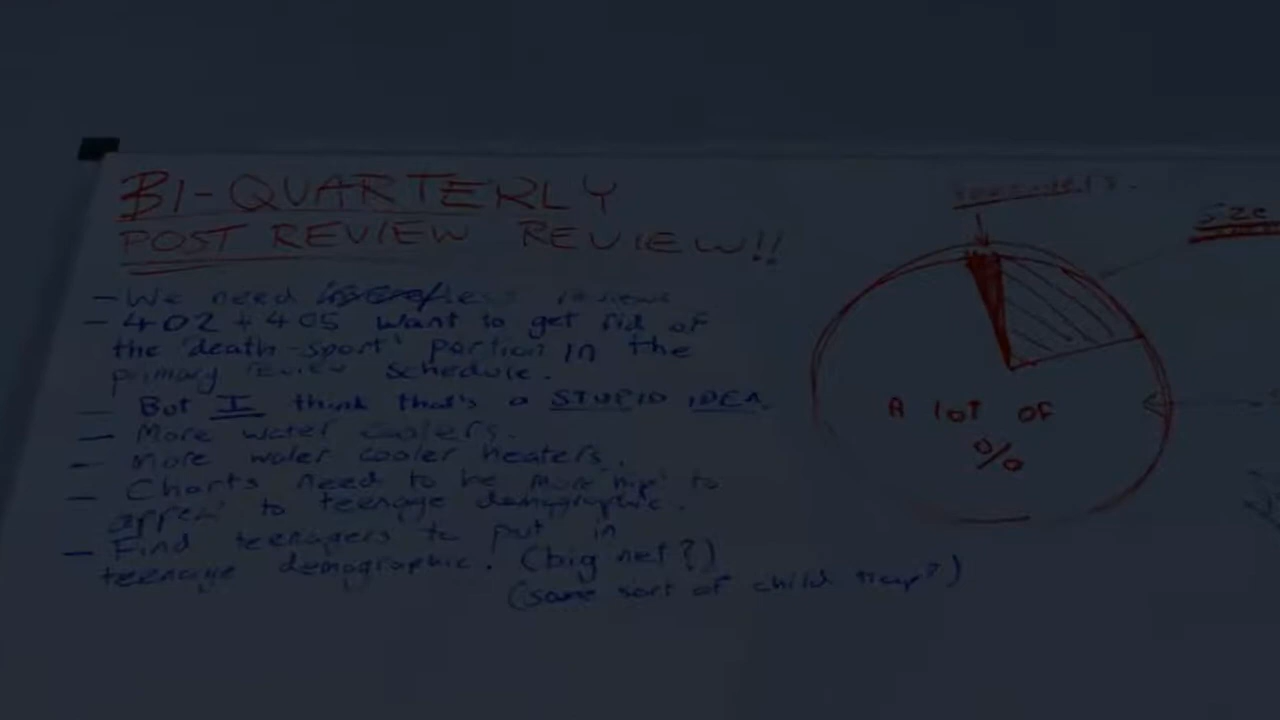 BI-QUARTERLY
POST REVIEW REVIEW!!
- We need less reviews
- 402 + 405 want to get rid of
the 'death-sport' portion in the
primary review schedule.
- But I think that's a STUPID IDEA.
- More water coolers.
- More water cooler heaters.
- Charts need to be more 'hip' to
appeal to teenage demographic.
- Find teenagers to put in
teenage demographic. (big net?)
(some sort of child trap?)
Size
A lot of
%